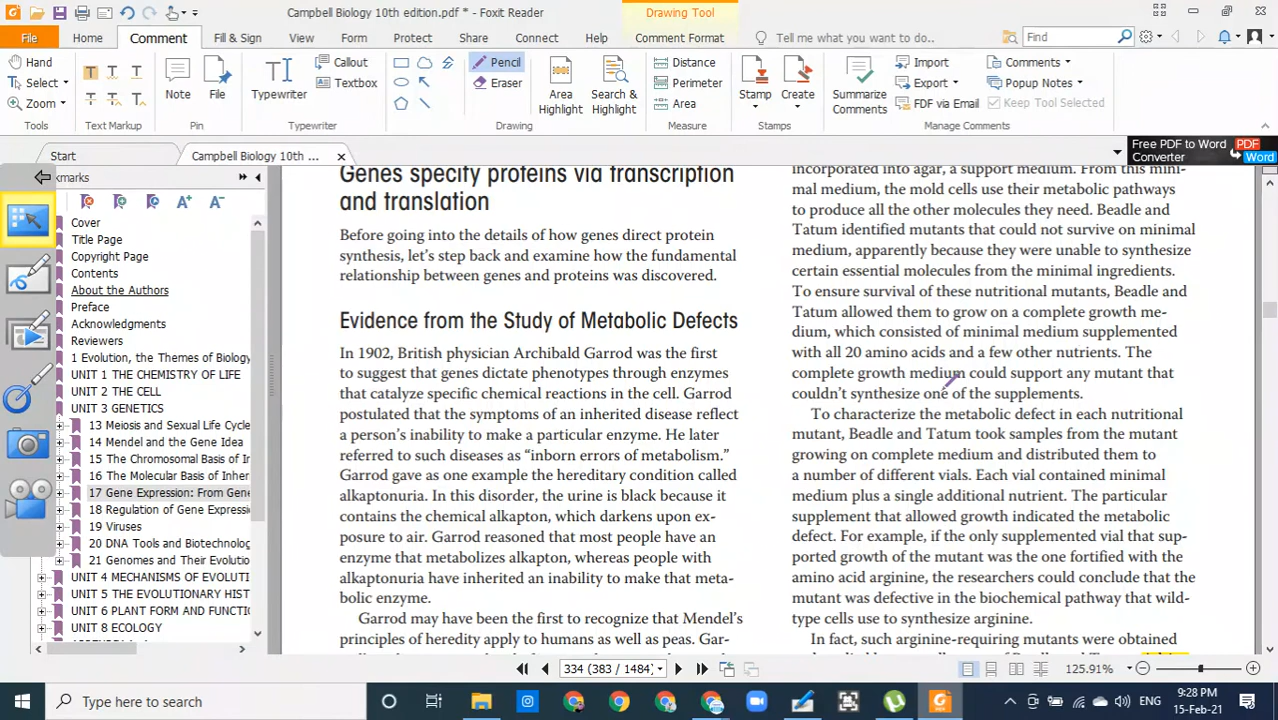 Campbell Biology 10th edition.pdf * - Foxit Reader
Drawing Tool
File
Home
Comment
Fill & Sign
View
Form
Protect
Share
Connect
Help
Comment Format
Tell me what you want to do..
Find
Hand
Select
Zoom
Tools
T T T
Text Markup
Note
File
Pin
Typewriter
Callout
Textbox
Typewriter
Pencil
Eraser
Drawing
Area Highlight
Search & Highlight
Distance
Perimeter
Area
Measure
Stamp
Create
Stamps
Summarize Comments
Import
Export
FDF via Email
Comments
Popup Notes
Keep Tool Selected
Manage Comments
Start
Campbell Biology 10th ...
Free PDF to Word
Converter
PDF
Word
kmarks
Cover
Title Page
Copyright Page
Contents
About the Authors
Preface
Acknowledgments
Reviewers
1 Evolution, the Themes of Biology
UNIT 1 THE CHEMISTRY OF LIFE
UNIT 2 THE CELL
UNIT 3 GENETICS
13 Meiosis and Sexual Life Cycle
14 Mendel and the Gene Idea
15 The Chromosomal Basis of
16 The Molecular Basis of Inher
17 Gene Expression: From Gene
18 Regulation of Gene Expressi
19 Viruses
20 DNA Tools and Biotechnolog
21 Genomes and Their Evolution
UNIT 4 MECHANISMS OF EVOLUTI
UNIT 5 THE EVOLUTIONARY HIST
UNIT 6 PLANT FORM AND FUNCTI
UNIT 8 ECOLOGY
Genes specify proteins via transcription
and translation
Before going into the details of how genes direct protein
synthesis, let's step back and examine how the fundamental
relationship between genes and proteins was discovered.
Evidence from the Study of Metabolic Defects
In 1902, British physician Archibald Garrod was the first
to suggest that genes dictate phenotypes through enzymes
that catalyze specific chemical reactions in the cell. Garrod
postulated that the symptoms of an inherited disease reflect
a person's inability to make a particular enzyme. He later
referred to such diseases as "inborn errors of metabolism."
Garrod gave as one example the hereditary condition called
alkaptonuria. In this disorder, the urine is black because it
contains the chemical alkapton, which darkens upon ex-
posure to air. Garrod reasoned that most people have an
enzyme that metabolizes alkapton, whereas people with
alkaptonuria have inherited an inability to make that meta-
bolic enzyme.
Garrod may have been the first to recognize that Mendel's
principles of heredity apply to humans as well as peas. Gar-
incorporated into agar, a support medium. From this mini-
mal medium, the mold cells use their metabolic pathways
to produce all the other molecules they need. Beadle and
Tatum identified mutants that could not survive on minimal
medium, apparently because they were unable to synthesize
certain essential molecules from the minimal ingredients.
To ensure survival of these nutritional mutants, Beadle and
Tatum allowed them to grow on a complete growth me-
dium, which consisted of minimal medium supplemented
with all 20 amino acids and a few other nutrients. The
complete growth medium could support any mutant that
couldn't synthesize one of the supplements.
To characterize the metabolic defect in each nutritional
mutant, Beadle and Tatum took samples from the mutant
growing on complete medium and distributed them to
a number of different vials. Each vial contained minimal
medium plus a single additional nutrient. The particular
supplement that allowed growth indicated the metabolic
defect. For example, if the only supplemented vial that sup-
ported growth of the mutant was the one fortified with the
amino acid arginine, the researchers could conclude that the
mutant was defective in the biochemical pathway that wild-
type cells use to synthesize arginine.
In fact, such arginine-requiring mutants were obtained
334 (383 / 1484)
125.91%
Type here to search
ENG
9:28 PM
15-Feb-21